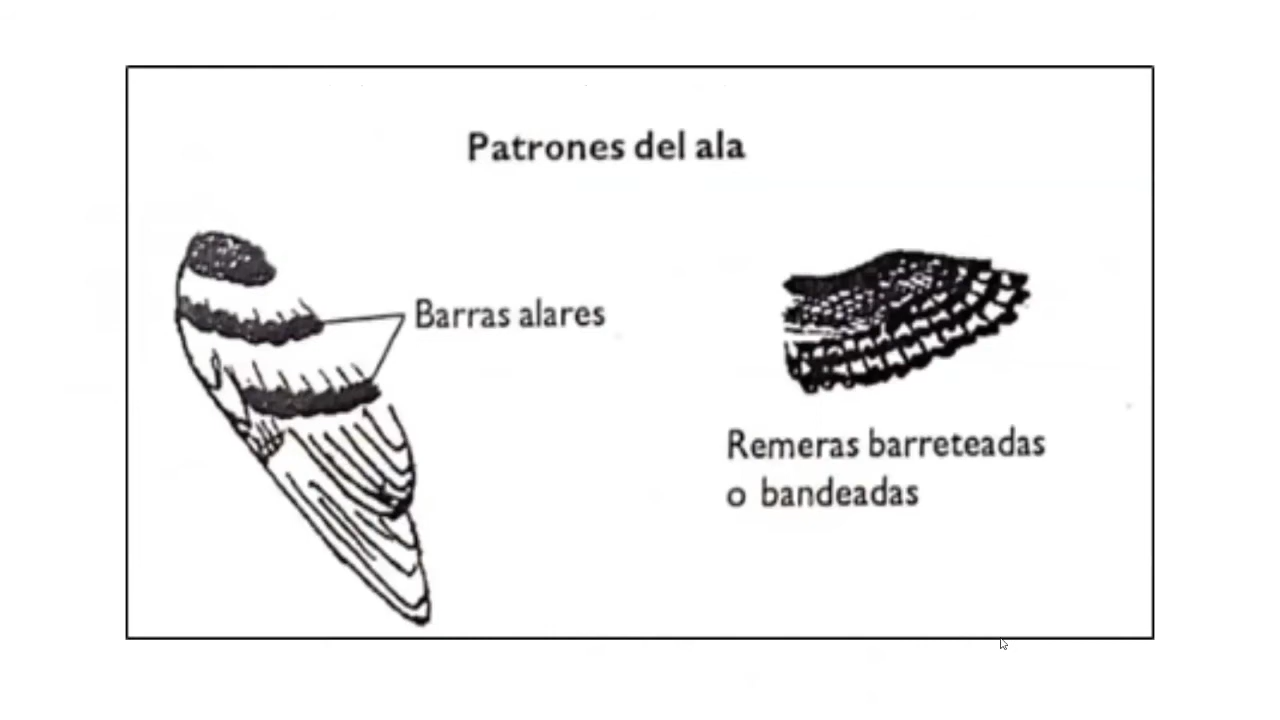 Patrones del ala
Barras alares
Remeras barreteadas
o bandeadas